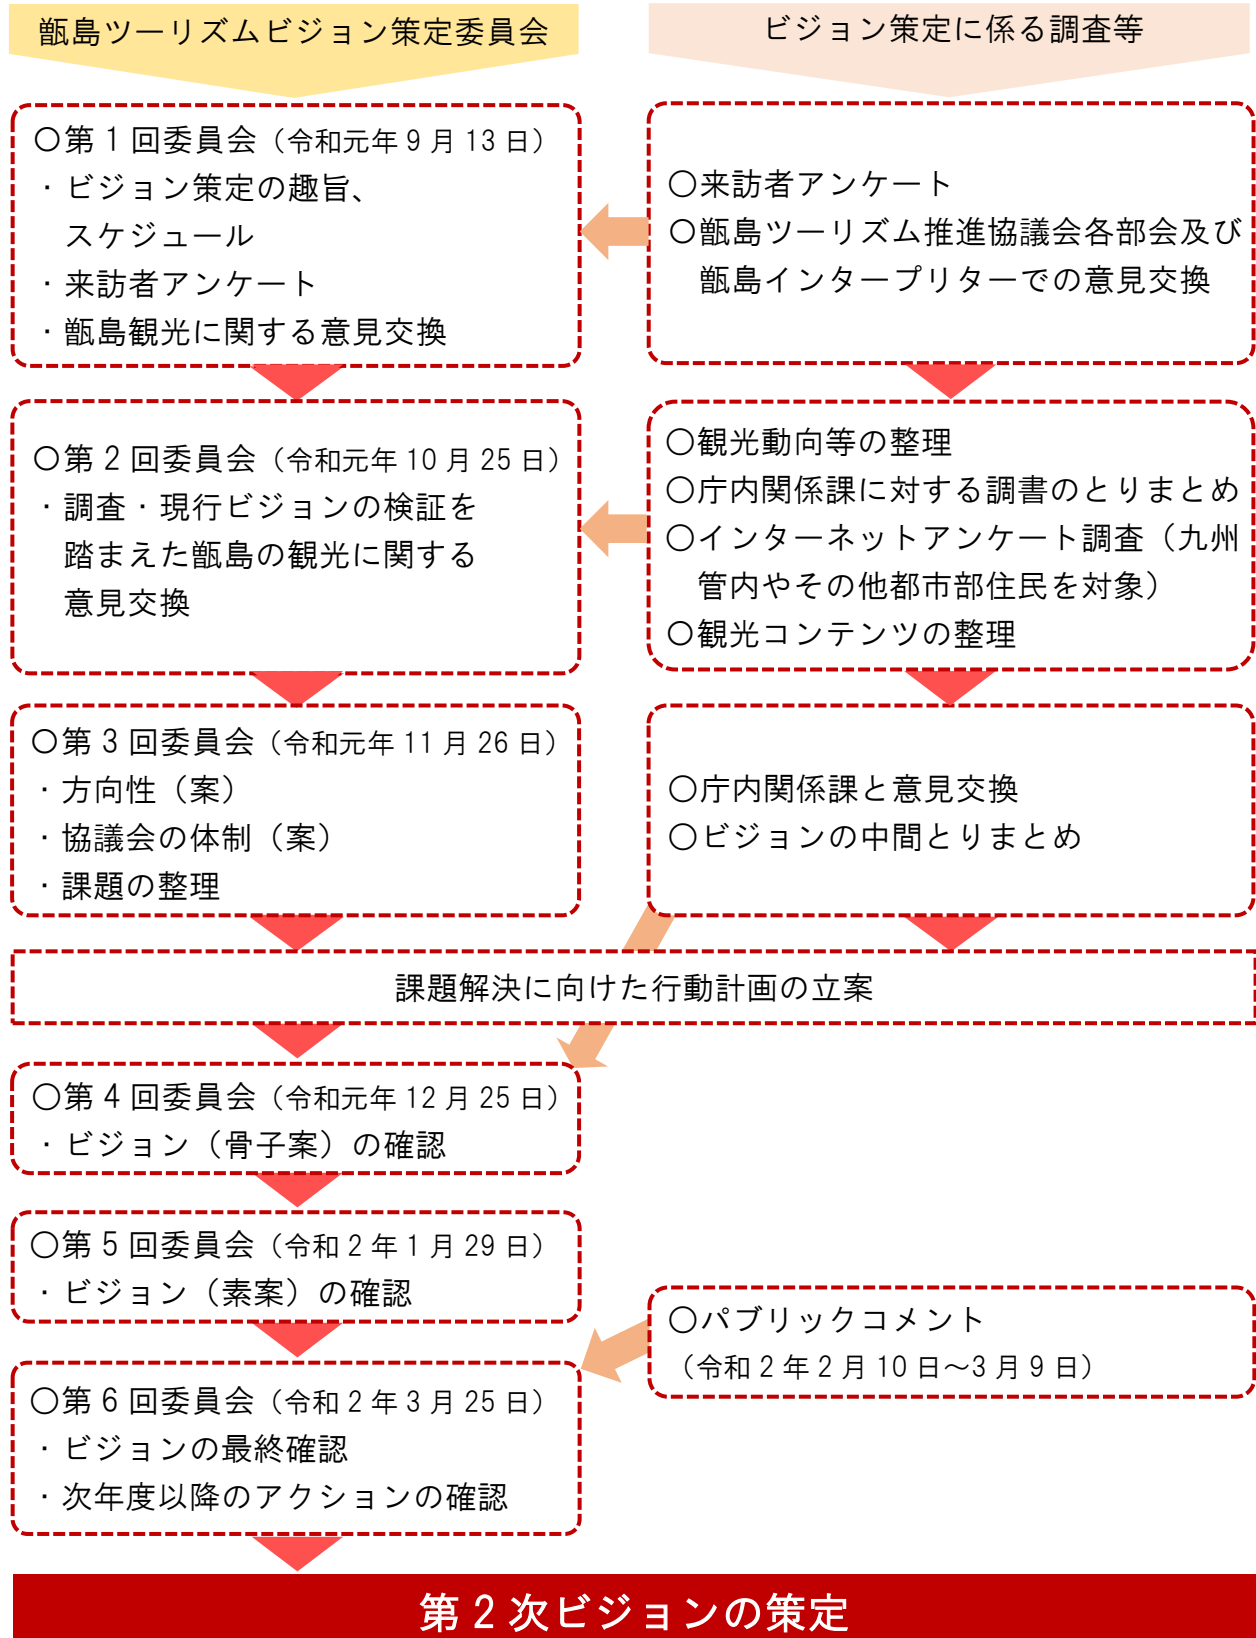 甑島ツーリズムビジョン策定委員会
ビジョン策定に係る調査等
〇第1回委員会（令和元年9月13日）
・ビジョン策定の趣旨、
スケジュール
・来訪者アンケート
・甑島観光に関する意見交換
〇来訪者アンケート
〇甑島ツーリズム推進協議会各部会及び
甑島インタープリターでの意見交換
〇第2回委員会（令和元年10月25日）
・調査・現行ビジョンの検証を
踏まえた甑島の観光に関する
意見交換
〇観光動向等の整理
〇庁内関係課に対する調書のとりまとめ
〇インターネットアンケート調査（九州
管内やその他都市部住民を対象）
〇観光コンテンツの整理
〇第3回委員会（令和元年11月26日）
・方向性（案）
・協議会の体制（案）
・課題の整理
〇庁内関係課と意見交換
〇ビジョンの中間とりまとめ
課題解決に向けた行動計画の立案
〇第4回委員会（令和元年12月25日）
・ビジョン（骨子案）の確認
〇第5回委員会（令和2年1月29日）
・ビジョン（素案）の確認
〇パブリックコメント
（令和2年2月10日～3月9日）
〇第6回委員会（令和2年3月25日）
・ビジョンの最終確認
・次年度以降のアクションの確認
第2次ビジョンの策定